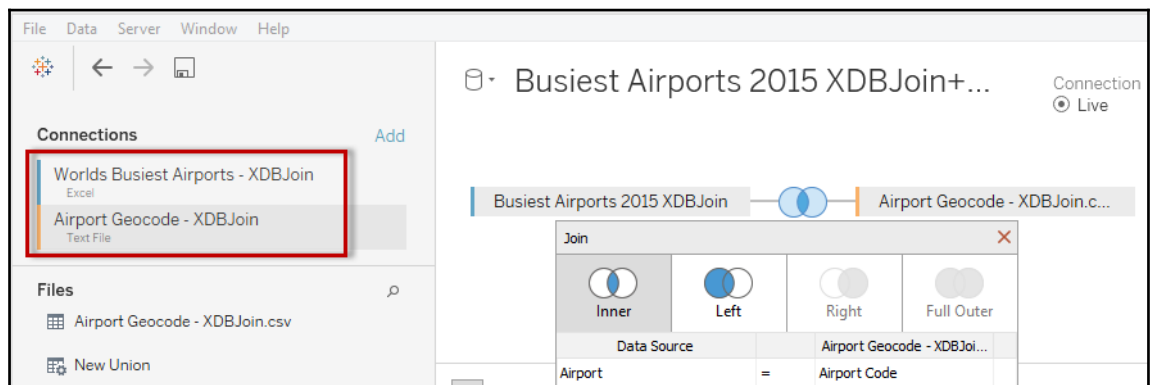 File Data Server Window Help
Busiest Airports 2015 XDBJoin+...
Connection
Live
Connections Add
Worlds Busiest Airports - XDBJoin
Excel
Airport Geocode - XDBJoin
Text File
Busiest Airports 2015 XDBJoin Airport Geocode - XDBJoin.c...
Join
Inner Left Right Full Outer
Data Source = Airport Geocode - XDBJoi...
Airport = Airport Code
Files
Airport Geocode - XDBJoin.csv
New Union